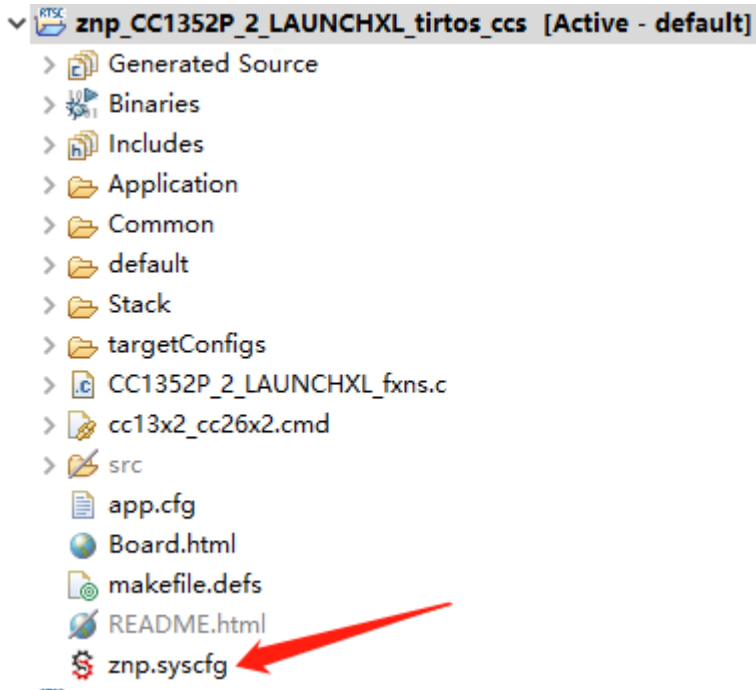 RTSC
znp_CC1352P_2_LAUNCHXL_tirtos_ccs [Active - default]
Generated Source
Binaries
Includes
Application
Common
default
Stack
targetConfigs
CC1352P_2_LAUNCHXL_fxns.c
cc13x2_cc26x2.cmd
src
app.cfg
Board.html
makefile.defs
README.html
znp.syscfg